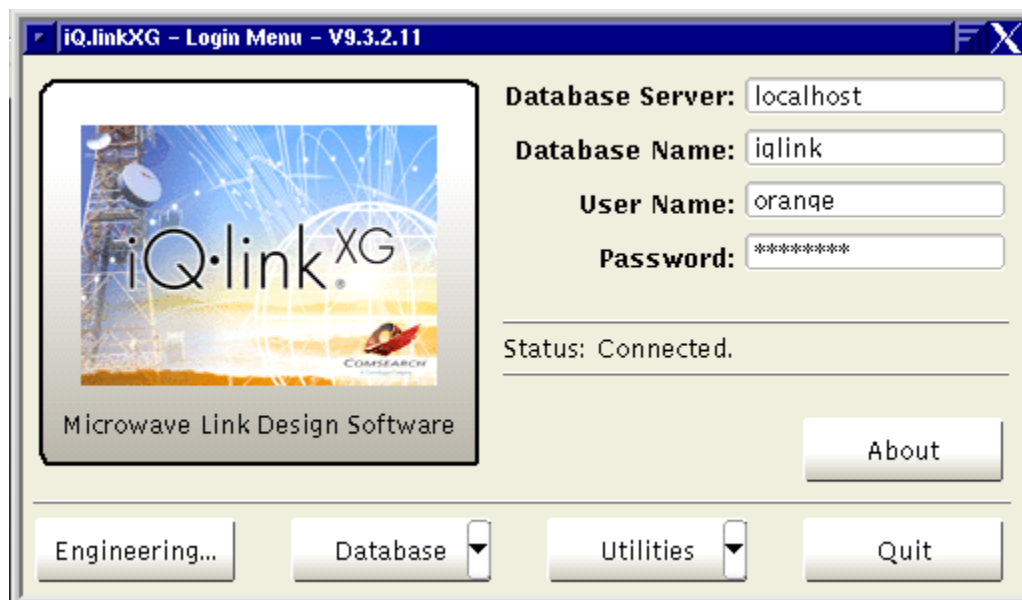 iQ.linkXG – Login Menu – V9.3.2.11
Database Server: localhost
Database Name: iqlink
User Name: orange
Password: ********
iQ·link XG
®
COMSEARCH
Microwave Link Design Software
Status: Connected.
About
Engineering...
Database
Utilities
Quit